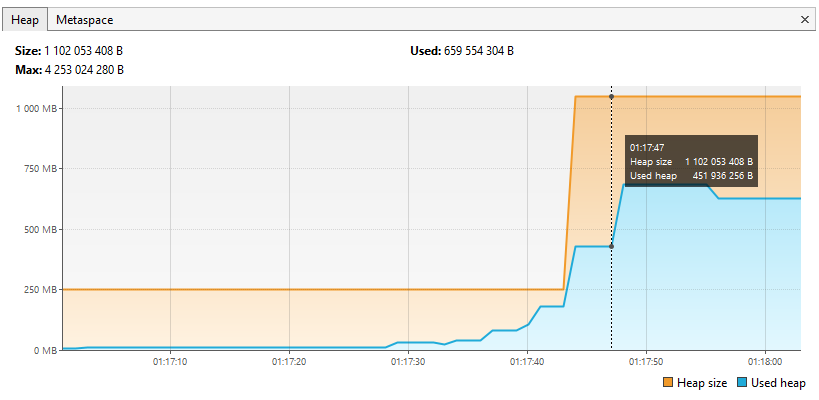 Heap Metaspace ×
Size: 1 102 053 408 B Used: 659 554 304 B
Max: 4 253 024 280 B
1 000 MB
750 MB
500 MB
250 MB
0 MB
01:17:47
Heap size 1 102 053 408 B
Used heap 451 936 256 B
01:17:10 01:17:20 01:17:30 01:17:40 01:17:50 01:18:00
Heap size Used heap